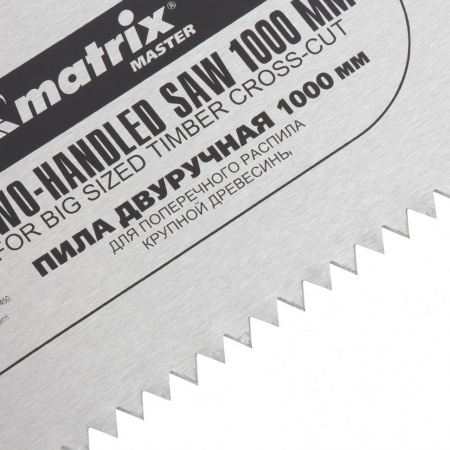 matrix®
MASTER
WO-HANDLED SAW 1000 MM
FOR BIG SIZED TIMBER CROSS-CUT
ПИЛА ДВУРУЧНАЯ 1000 мм
ДЛЯ ПОПЕРЕЧНОГО РАСПИЛА
КРУПНОЙ ДРЕВЕСИНЫ.